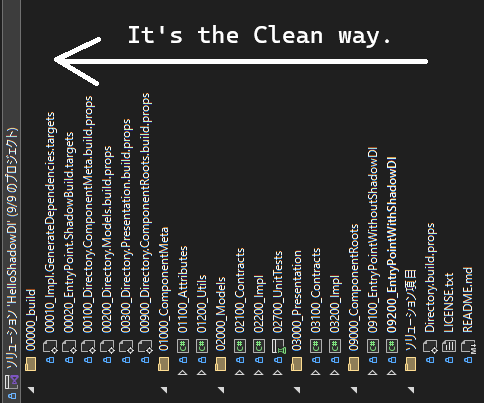 It's the Clean way.
ソリューション 'HelloShadowDI' (9/9 のプロジェクト)
00000_build
00010_Impl.GenerateDependencies.targets
00020_EntryPoint.ShadowBuild.targets
00100_Directory.ComponentMeta.build.props
00200_Directory.Models.build.props
00300_Directory.Presentation.build.props
00900_Directory.ComponentRoots.build.props
01000_ComponentMeta
01100_Attributes
01200_Utils
02000_Models
02100_Contracts
02200_Impl
02700_UnitTests
03000_Presentation
03100_Contracts
03200_Impl
09000_ComponentRoots
09100_EntryPointWithoutShadowDI
09200_EntryPointWithShadowDI
ソリューション項目
Directory.build.props
LICENSE.txt
README.md